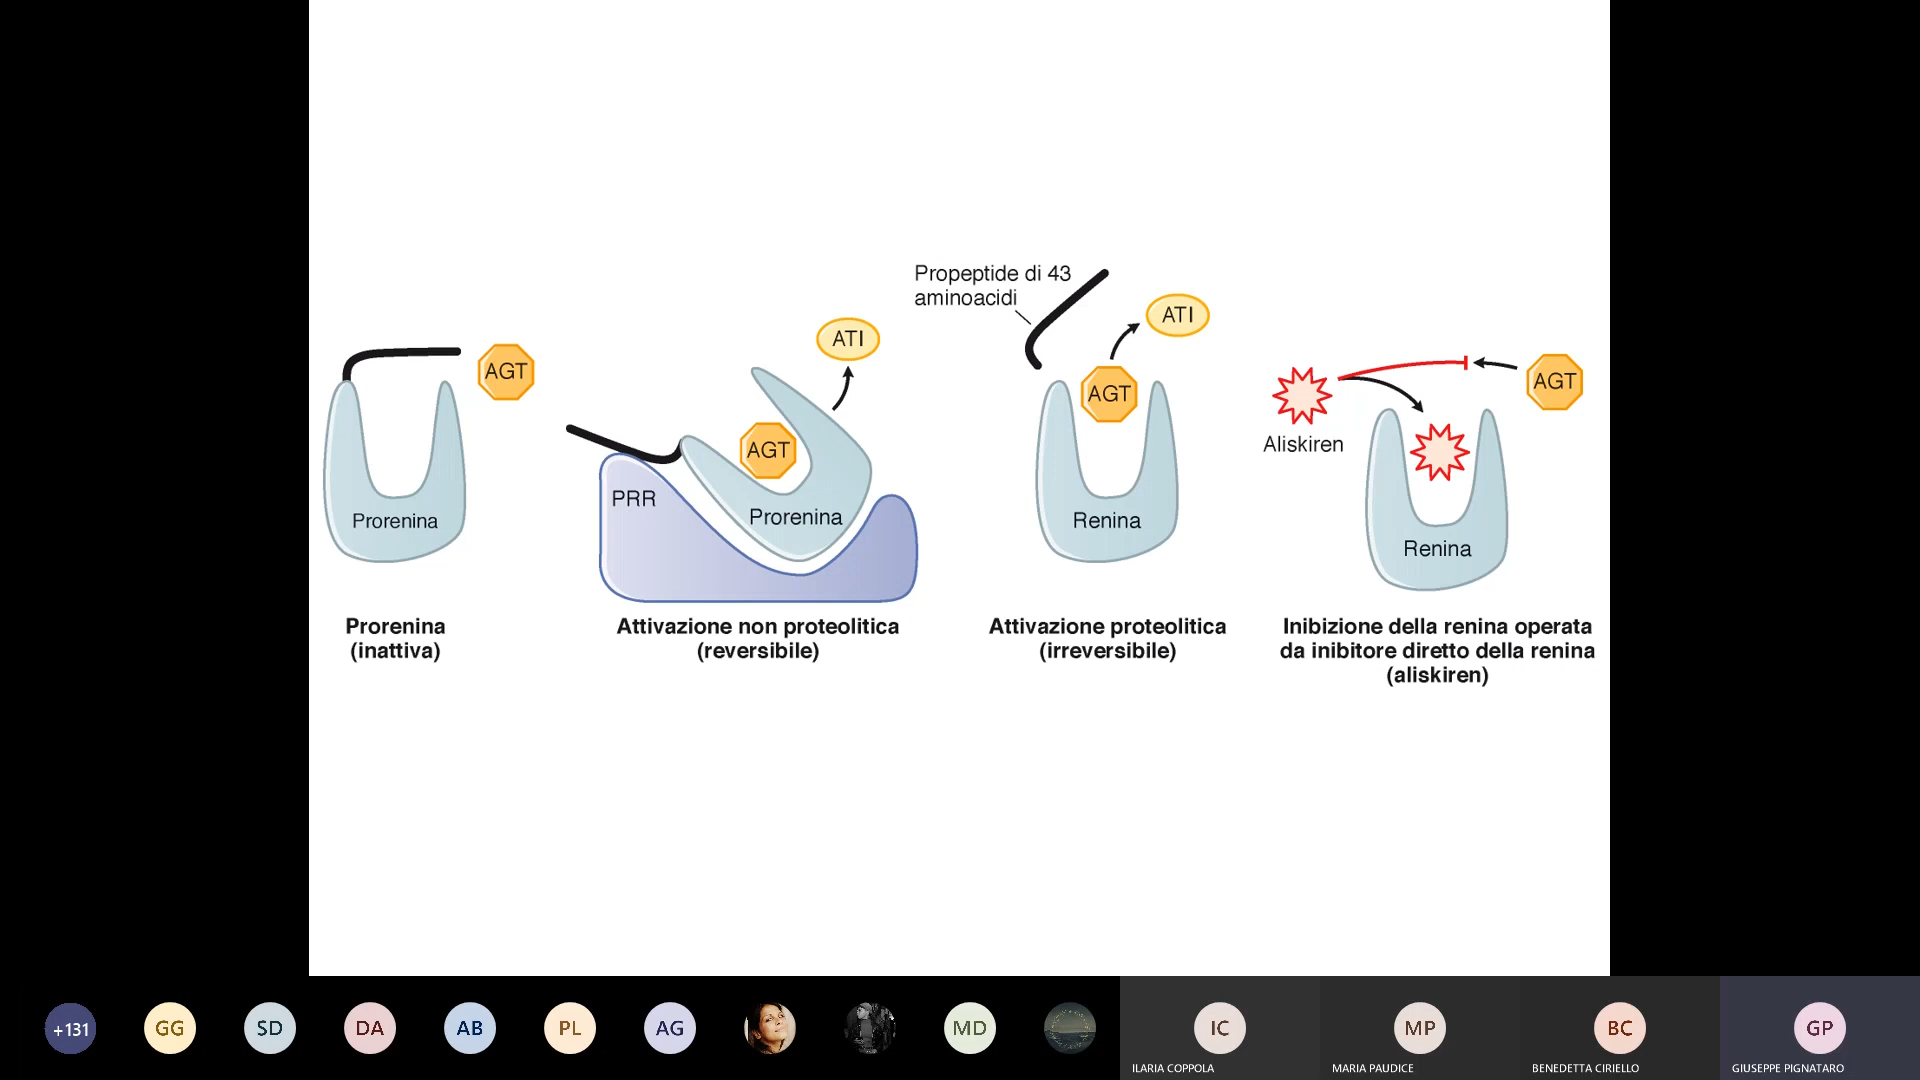 Propeptide di 43
aminoacidi
ATI
ATI
AGT
AGT
AGT
AGT
Aliskiren
PRR
Prorenina
Prorenina
Renina
Renina
Prorenina
(inattiva)
Attivazione non proteolitica
(reversibile)
Attivazione proteolitica
(irreversibile)
Inibizione della renina operata
da inibitore diretto della renina
(aliskiren)
+131
GG
SD
DA
AB
PL
AG
MD
IC
MP
BC
GP
ILARIA COPPOLA
MARIA PAUDICE
BENEDETTA CIRIELLO
GIUSEPPE PIGNATARO